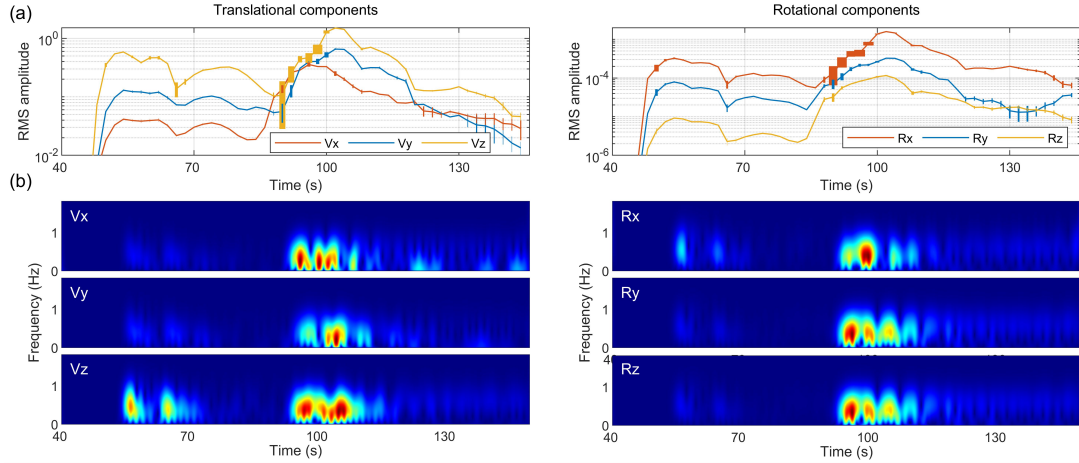 (a)
Translational components
10^0
10^-2
RMS amplitude
Vx Vy Vz
40 70 100 130
Time (s)
Rotational components
10^-4
10^-6
RMS amplitude
Rx Ry Rz
40 70 100 130
Time (s)
(b)
Vx
1
0
Vy
1
0
Vz
1
0
Frequency (Hz)
40 70 100 130
Time (s)
Rx
1
0
Ry
1
0
Rz
1
0
Frequency (Hz)
40 70 100 130
Time (s)